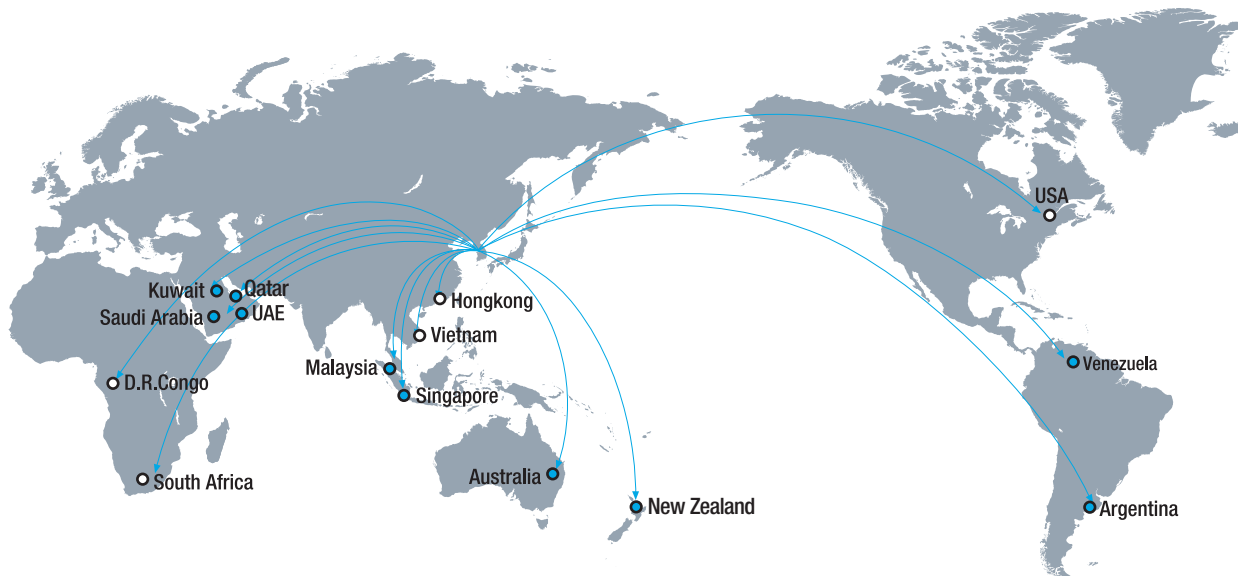 USA
Kuwait
Qatar
Saudi Arabia
UAE
Hongkong
Vietnam
Malaysia
Singapore
D.R.Congo
South Africa
Australia
New Zealand
Venezuela
Argentina